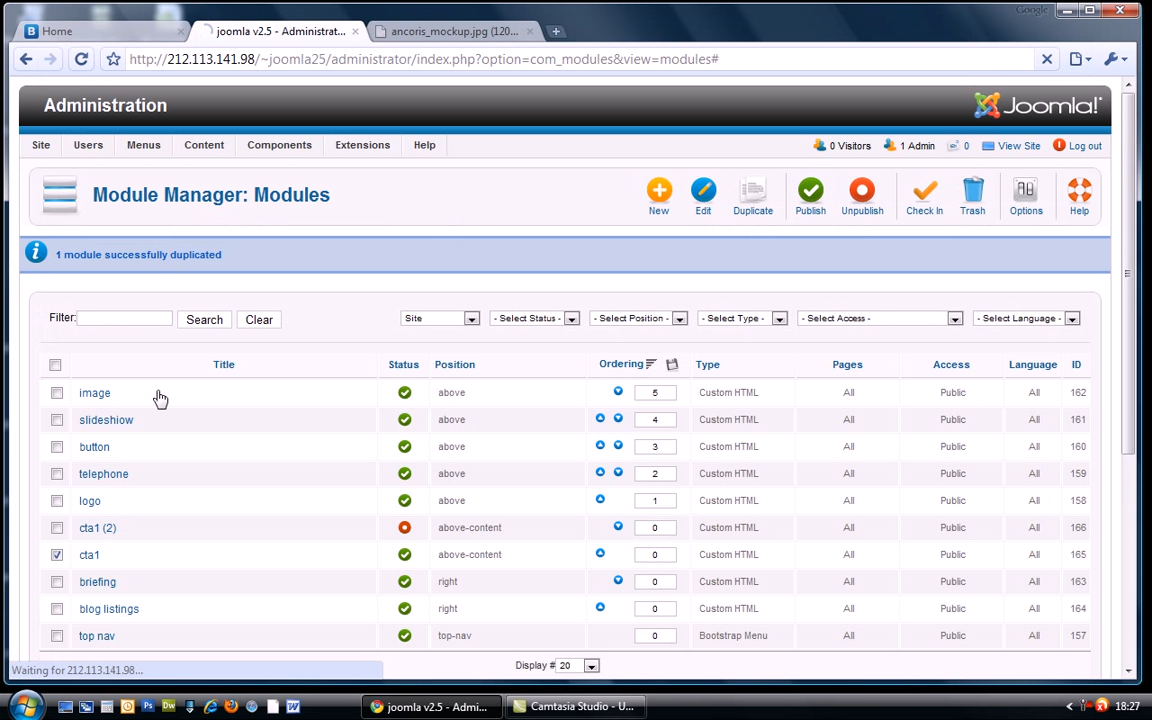 Google
Home
joomla v2.5 - Administrat...
ancoris_mockup.jpg (120...
http://212.113.141.98/~joomla25/administrator/index.php?option=com_modules&view=modules#
Administration
Joomla!
Site Users Menus Content Components Extensions Help
0 Visitors 1 Admin 0 View Site Log out
Module Manager: Modules
New Edit Duplicate Publish Unpublish Check In Trash Options Help
1 module successfully duplicated
Filter: Search Clear Site - Select Status - - Select Position - - Select Type - - Select Access - - Select Language -
Title Status Position Ordering Type Pages Access Language ID
image above 5 Custom HTML All Public All 162
slideshiow above 4 Custom HTML All Public All 161
button above 3 Custom HTML All Public All 160
telephone above 2 Custom HTML All Public All 159
logo above 1 Custom HTML All Public All 158
cta1 (2) above-content 0 Custom HTML All Public All 166
cta1 above-content 0 Custom HTML All Public All 165
briefing right 0 Custom HTML All Public All 163
blog listings right 0 Custom HTML All Public All 164
top nav top-nav 0 Bootstrap Menu All Public All 157
Display # 20
Waiting for 212.113.141.98...
joomla v2.5 - Admi...
Camtasia Studio - U...
18:27